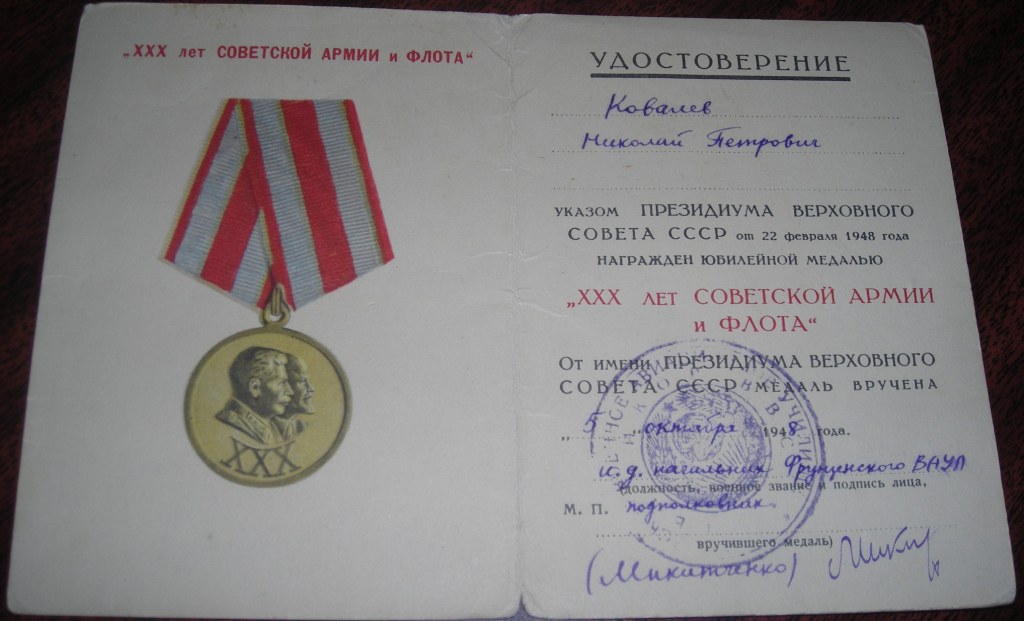 „XXX лет СОВЕТСКОЙ АРМИИ и ФЛОТА“
XXX
УДОСТОВЕРЕНИЕ
Ковалев
Николай Петрович
УКАЗОМ ПРЕЗИДИУМА ВЕРХОВНОГО
СОВЕТА СССР от 22 февраля 1948 года
НАГРАЖДЕН ЮБИЛЕЙНОЙ МЕДАЛЬЮ
„XXX ЛЕТ СОВЕТСКОЙ АРМИИ
и ФЛОТА“
От имени ПРЕЗИДИУМА ВЕРХОВНОГО
СОВЕТА СССР МЕДАЛЬ ВРУЧЕНА
„5„ октября 1948 года.
и.д. начальник Фрунзенского ВАУЛ
(должность, военное звание и подпись лица,
М. П. подполковник
вручившего медаль)
(Микитченко)